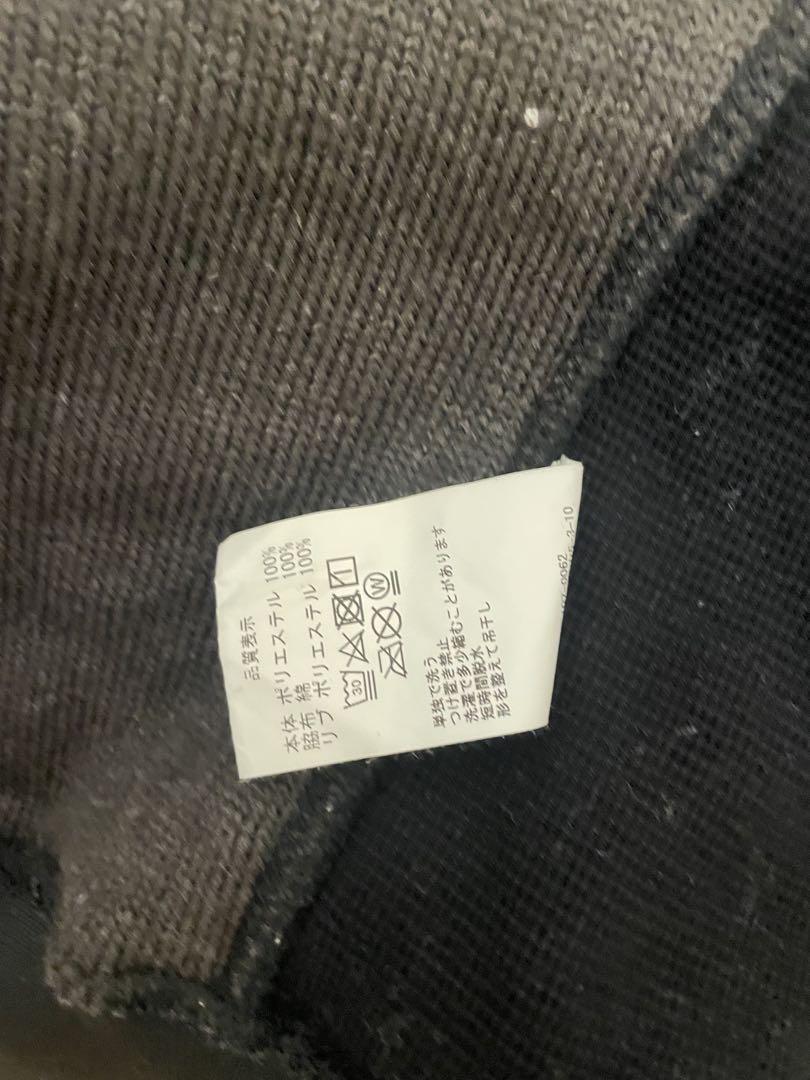 品質表示
本体 ポリエステル 100%
脇布 綿 100%
リブ ポリエステル 100%
30
W
単独で洗う
つけ置き禁止
洗濯で多少縮むことがあります
短時間脱水
形を整えて吊干し